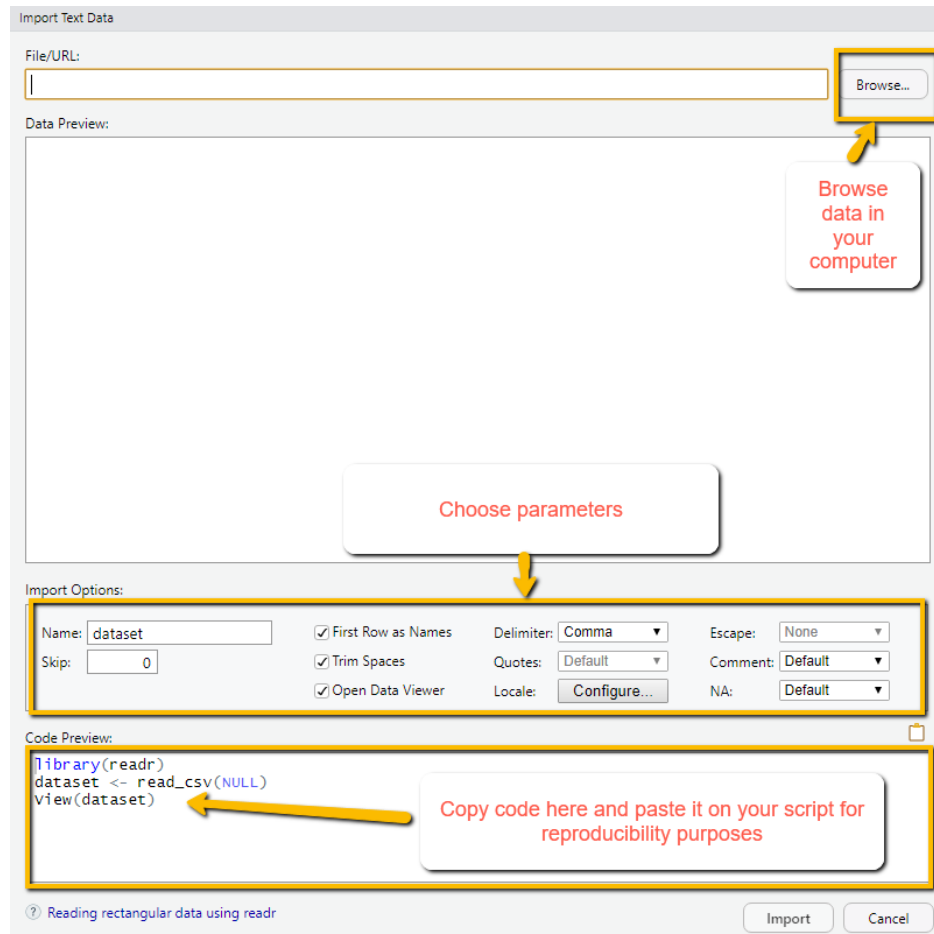 Import Text Data
File/URL:
Browse...
Data Preview:
Browse
data in
your
computer
Choose parameters
Import Options:
Name: dataset
First Row as Names
Delimiter: Comma
Escape: None
Skip: 0
Trim Spaces
Quotes: Default
Comment: Default
Open Data Viewer
Locale: Configure...
NA: Default
Code Preview:
library(readr)
dataset <- read_csv(NULL)
View(dataset)
Copy code here and paste it on your script for
reproducibility purposes
? Reading rectangular data using readr
Import
Cancel